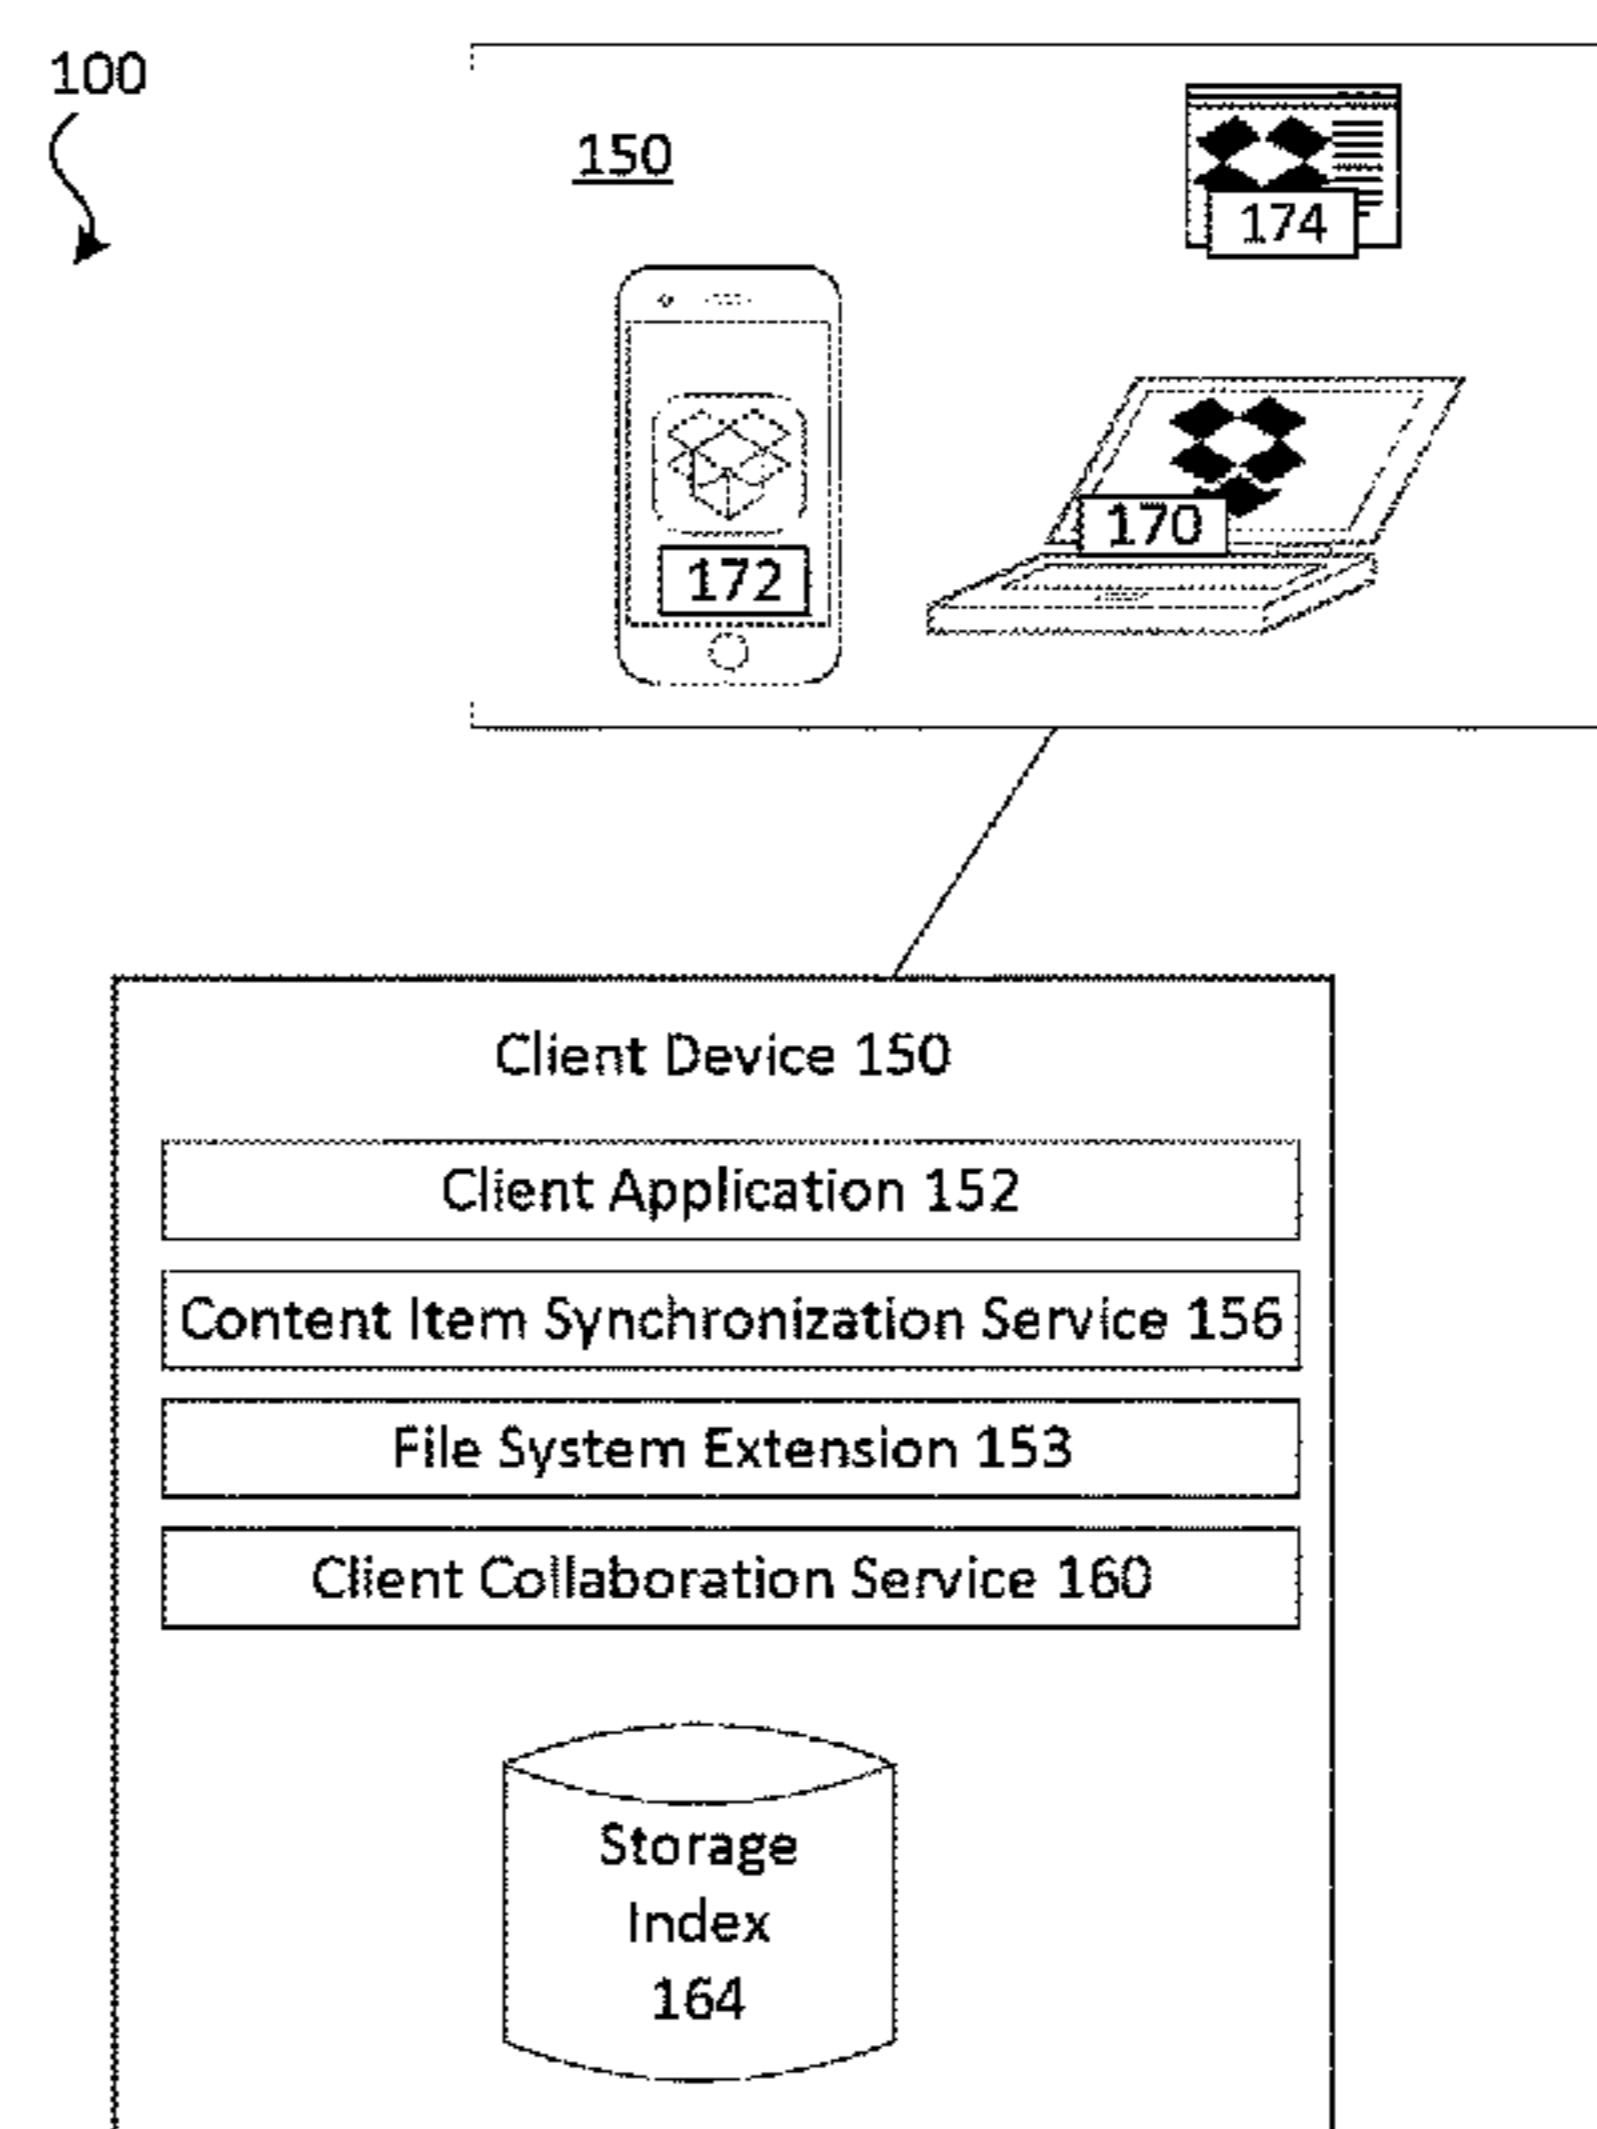 100
150
174
172
170
Client Device 150
Client Application 152
Content Item Synchronization Service 156
File System Extension 153
Client Collaboration Service 160
Storage
Index
164